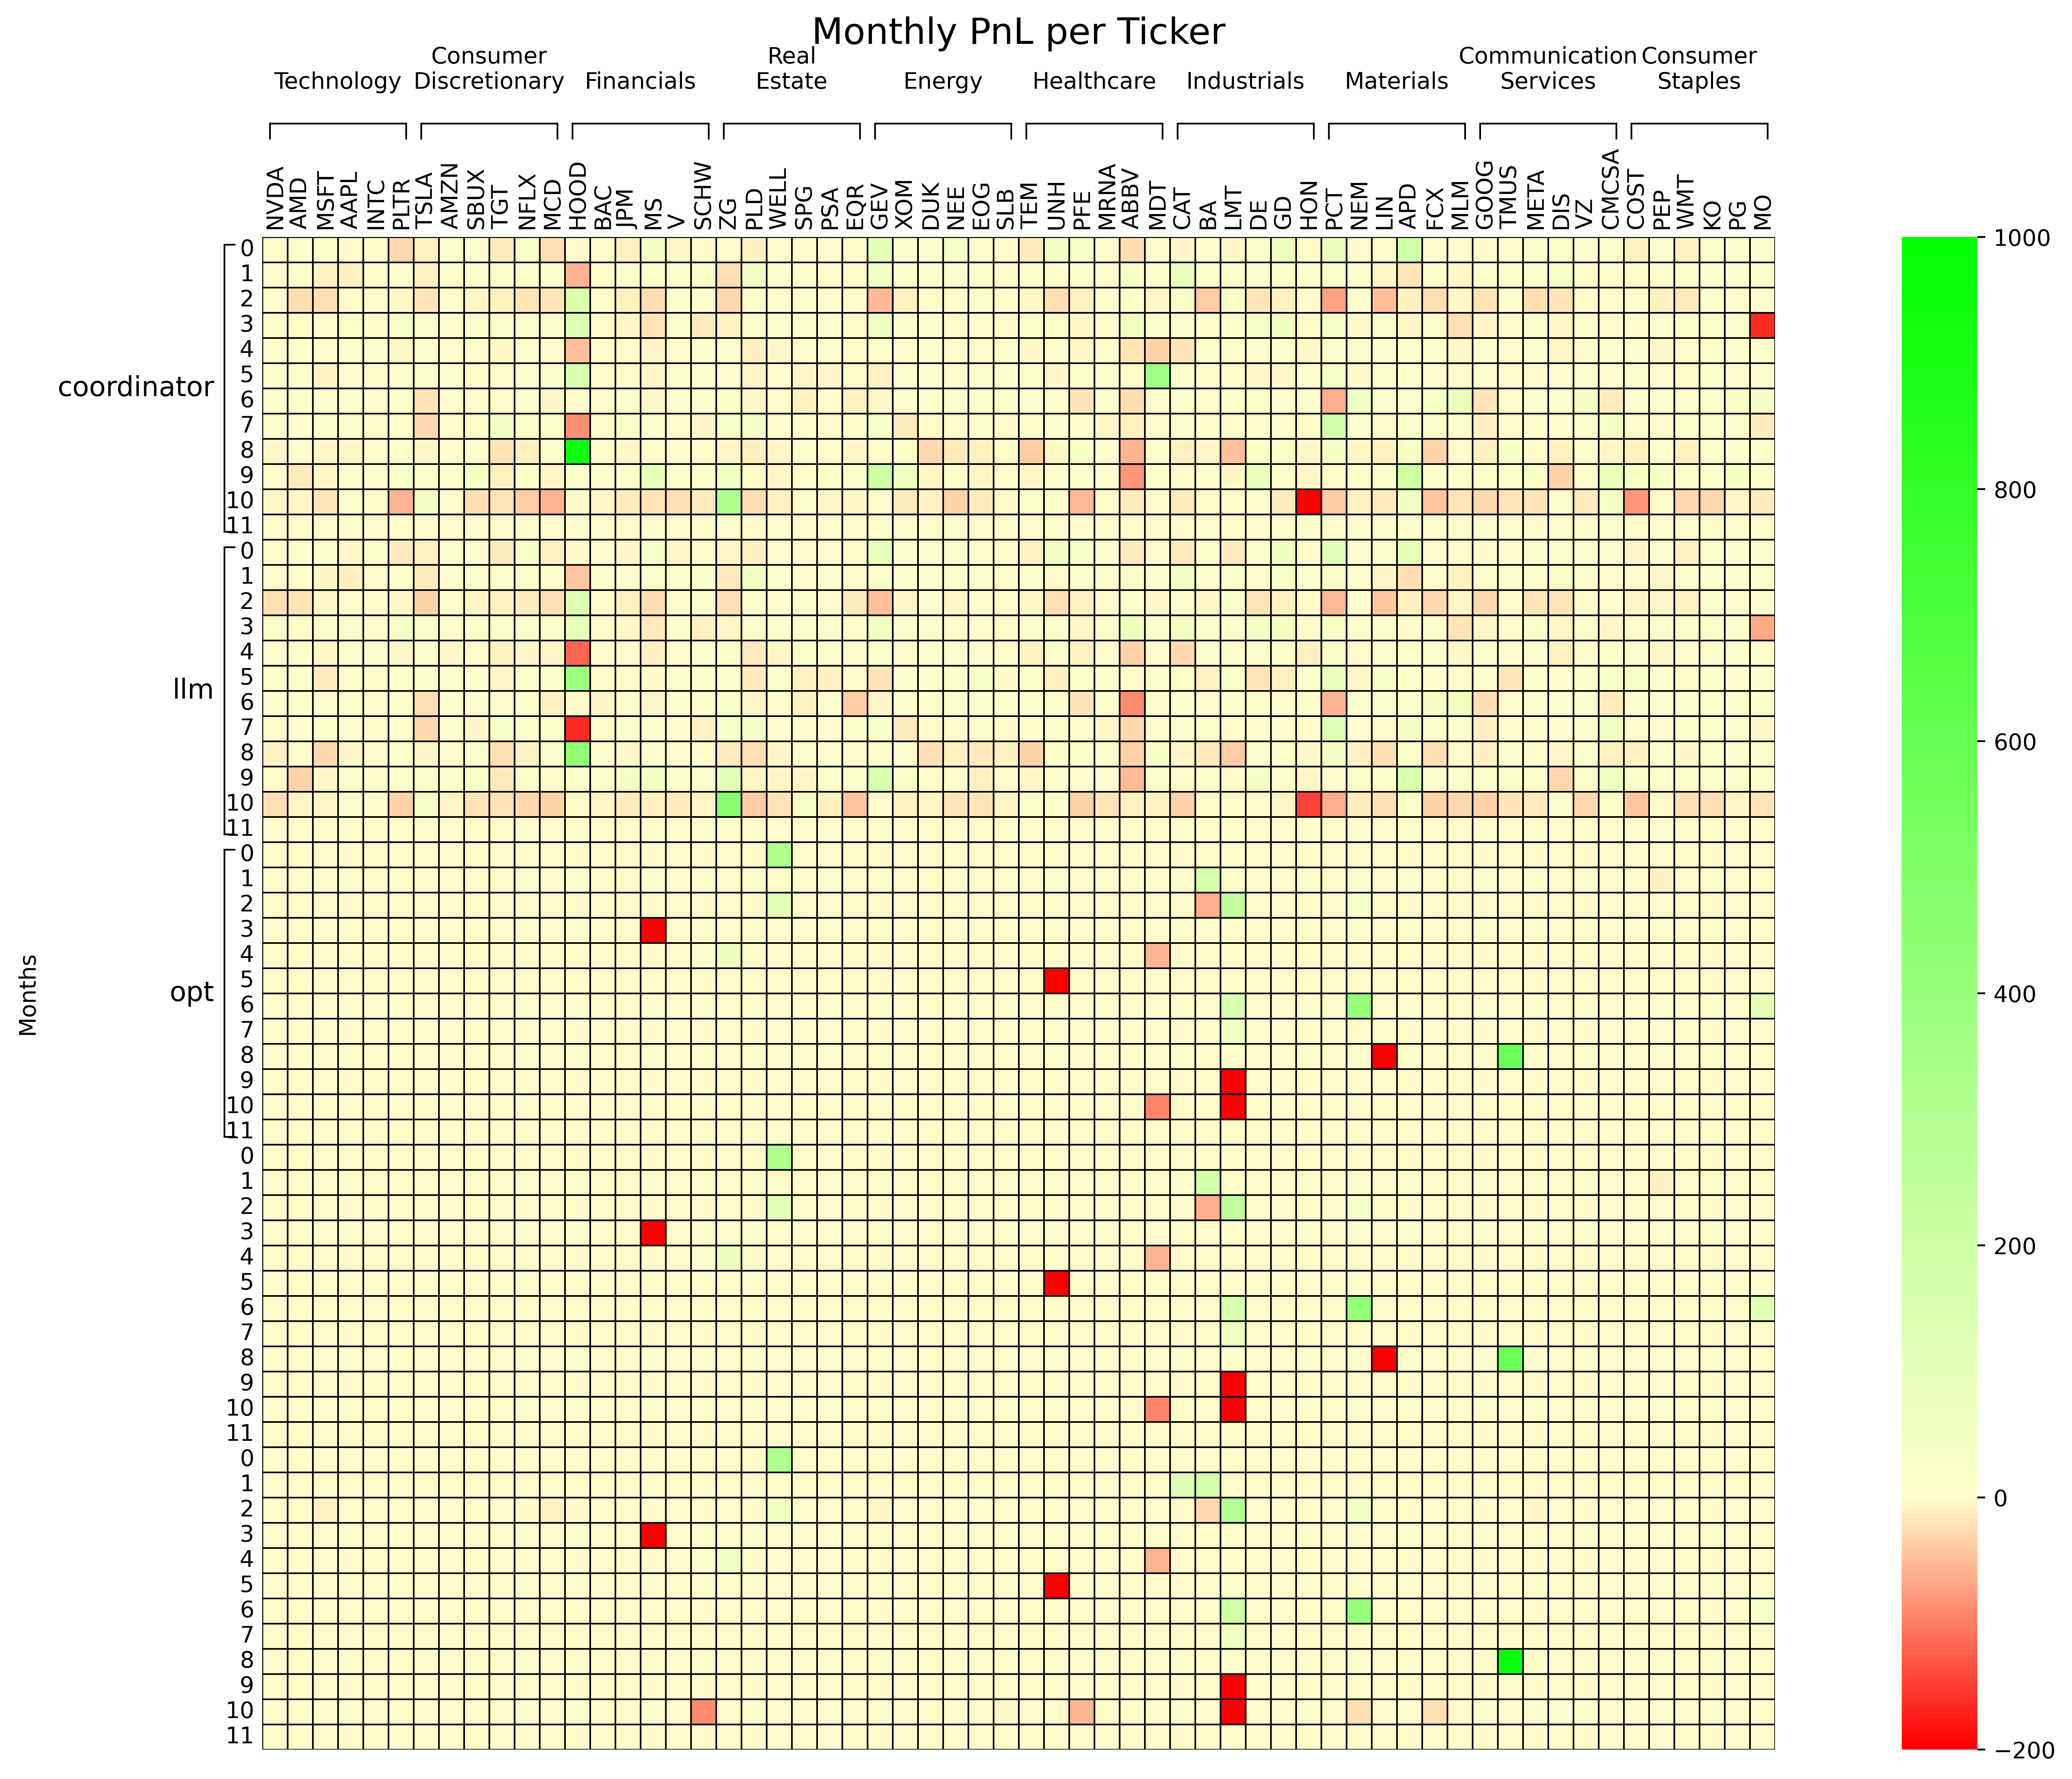 Monthly PnL per Ticker
Technology
Consumer
Discretionary
Financials
Real
Estate
Energy
Healthcare
Industrials
Materials
Communication
Services
Consumer
Staples
NVDA
AMD
MSFT
AAPL
INTC
PLTR
TSLA
AMZN
SBUX
TGT
NFLX
MCD
HOOD
BAC
JPM
MS
V
SCHW
ZG
PLD
WELL
SPG
PSA
EQR
GEV
XOM
DUK
NEE
EOG
SLB
TEM
UNH
PFE
MRNA
ABBV
MDT
CAT
BA
LMT
DE
GD
HON
PCT
NEM
LIN
APD
FCX
MLM
GOOG
TMUS
META
DIS
VZ
CMCSA
COST
PEP
WMT
KO
PG
MO
Months
coordinator
0
1
2
3
4
5
6
7
8
9
10
11
llm
0
1
2
3
4
5
6
7
8
9
10
11
opt
0
1
2
3
4
5
6
7
8
9
10
11
0
1
2
3
4
5
6
7
8
9
10
11
0
1
2
3
4
5
6
7
8
9
10
11
1000
800
600
400
200
0
−200